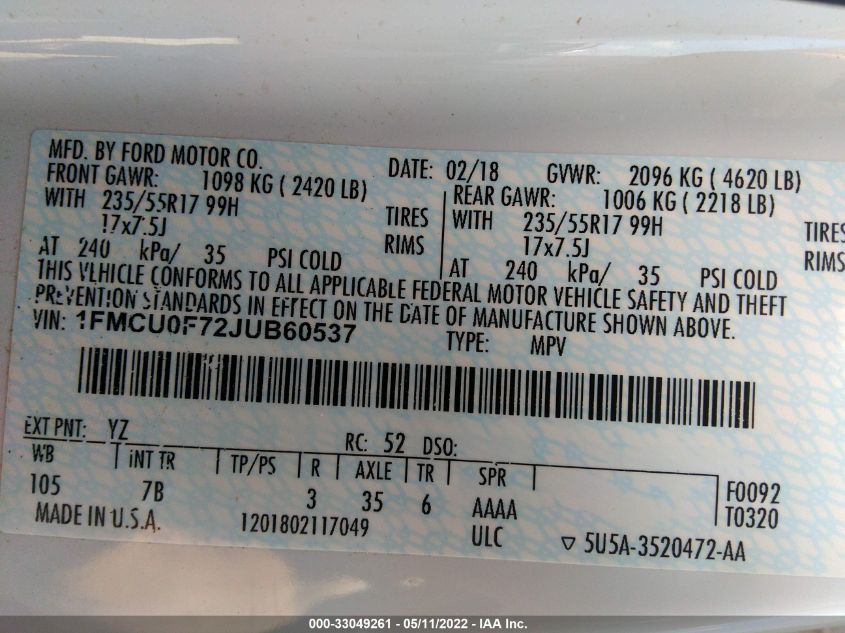 MFD. BY FORD MOTOR CO. DATE: 02/18 GVWR: 2096 KG ( 4620 LB)
FRONT GAWR: 1098 KG ( 2420 LB) REAR GAWR: 1006 KG ( 2218 LB)
WITH 235/55R17 99H TIRES WITH 235/55R17 99H TIRES
17x7.5J RIMS 17x7.5J RIMS
AT 240 kPa/ 35 PSI COLD AT 240 kPa/ 35 PSI COLD
THIS VEHICLE CONFORMS TO ALL APPLICABLE FEDERAL MOTOR VEHICLE SAFETY AND THEFT
PREVENTION STANDARDS IN EFFECT ON THE DATE OF MANUFACTURE SHOWN ABOVE.
VIN: 1FMCU0F72JUB60537 TYPE: MPV
EXT PNT: YZ RC: 52 DSO:
WB INT TR TP/PS R AXLE TR SPR F0092
105 7B 3 35 6 AAAA T0320
MADE IN U.S.A. 1201802117049 ULC ▽ 5U5A-3520472-AA
000-33049261 - 05/11/2022 - IAA Inc.